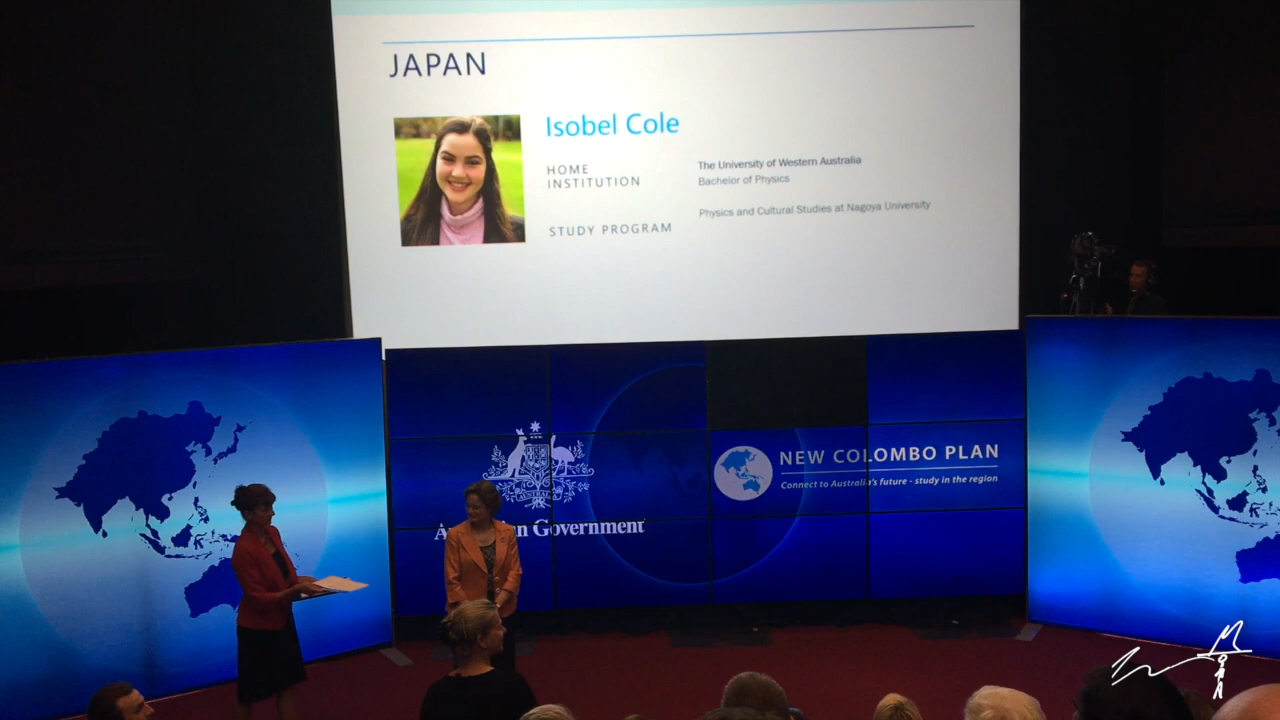 JAPAN
Isobel Cole
HOME
INSTITUTION
The University of Western Australia
Bachelor of Physics
STUDY PROGRAM
Physics and Cultural Studies at Nagoya University
AUSTRALIA
Government
NEW COLOMBO PLAN
Connect to Australia's future - study in the region